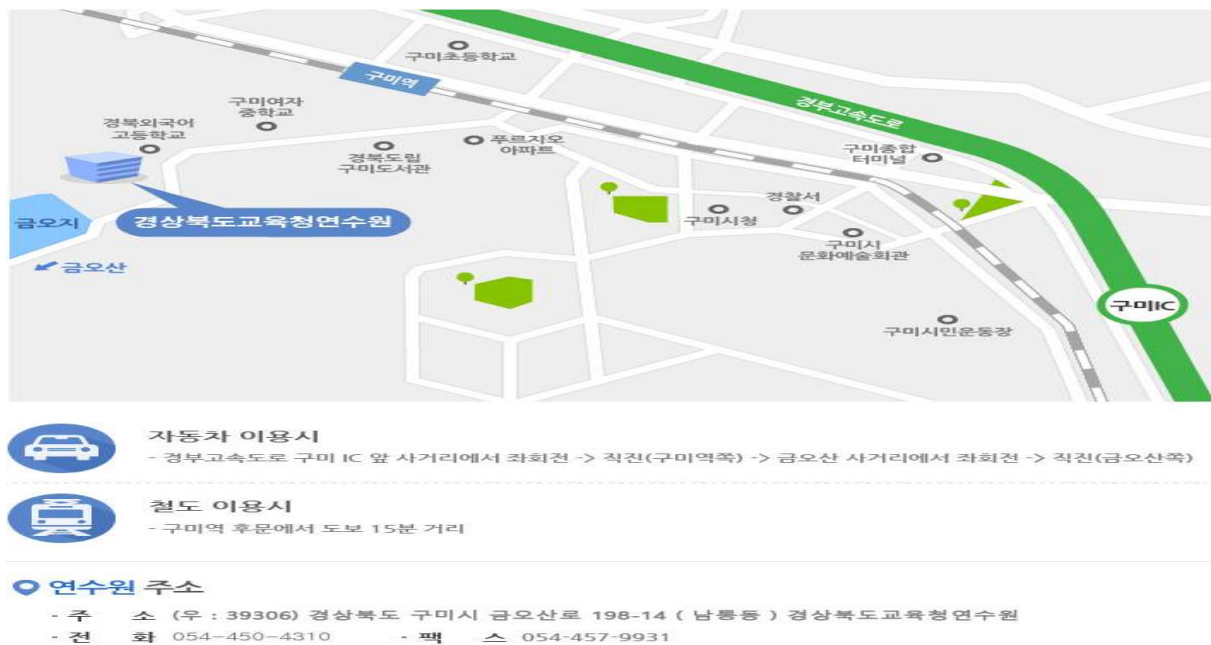 구미초등학교
구미역
경부고속도로
구미여자
중학교
경북외국어
고등학교
푸르지오
아파트
경북도립
구미도서관
구미종합
터미널
경찰서
구미시청
금오지
경상북도교육청연수원
구미시
문화예술회관
금오산
구미IC
구미시민운동장
자동차 이용시
- 경부고속도로 구미 IC 앞 사거리에서 좌회전 -> 직진(구미역쪽) -> 금오산 사거리에서 좌회전 -> 직진(금오산쪽)
철도 이용시
- 구미역 후문에서 도보 15분 거리
연수원 주소
- 주 소 (우 : 39306) 경상북도 구미시 금오산로 198-14 ( 남통동 ) 경상북도교육청연수원
- 전 화 054-450-4310 - 팩 스 054-457-9931